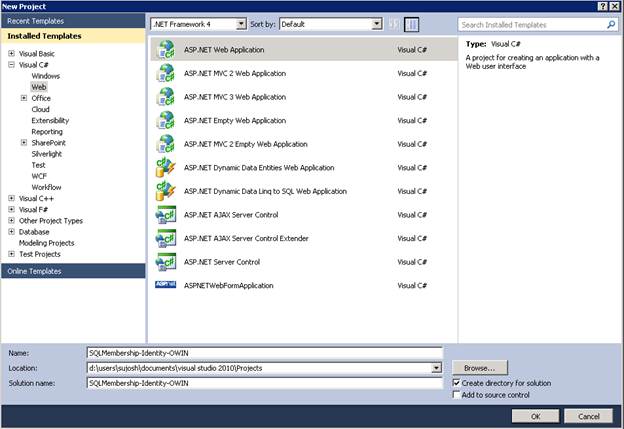 New Project
Recent Templates
.NET Framework 4
Sort by: Default
Search Installed Templates
Installed Templates
Visual Basic
Visual C#
Windows
Web
Office
Cloud
Extensibility
Reporting
SharePoint
Silverlight
Test
WCF
Workflow
Visual C++
Visual F#
Other Project Types
Database
Modeling Projects
Test Projects
Online Templates
ASP.NET Web Application Visual C#
ASP.NET MVC 2 Web Application Visual C#
ASP.NET MVC 3 Web Application Visual C#
ASP.NET Empty Web Application Visual C#
ASP.NET MVC 2 Empty Web Application Visual C#
ASP.NET Dynamic Data Entities Web Application Visual C#
ASP.NET Dynamic Data Linq to SQL Web Application Visual C#
ASP.NET AJAX Server Control Visual C#
ASP.NET AJAX Server Control Extender Visual C#
ASP.NET Server Control Visual C#
ASPNETWebFormApplication Visual C#
Type: Visual C#
A project for creating an application with a
Web user interface
Name: SQLMembership-Identity-OWIN
Location: d:\users\sujosh\documents\visual studio 2010\Projects
Browse...
Solution name: SQLMembership-Identity-OWIN
Create directory for solution
Add to source control
OK
Cancel